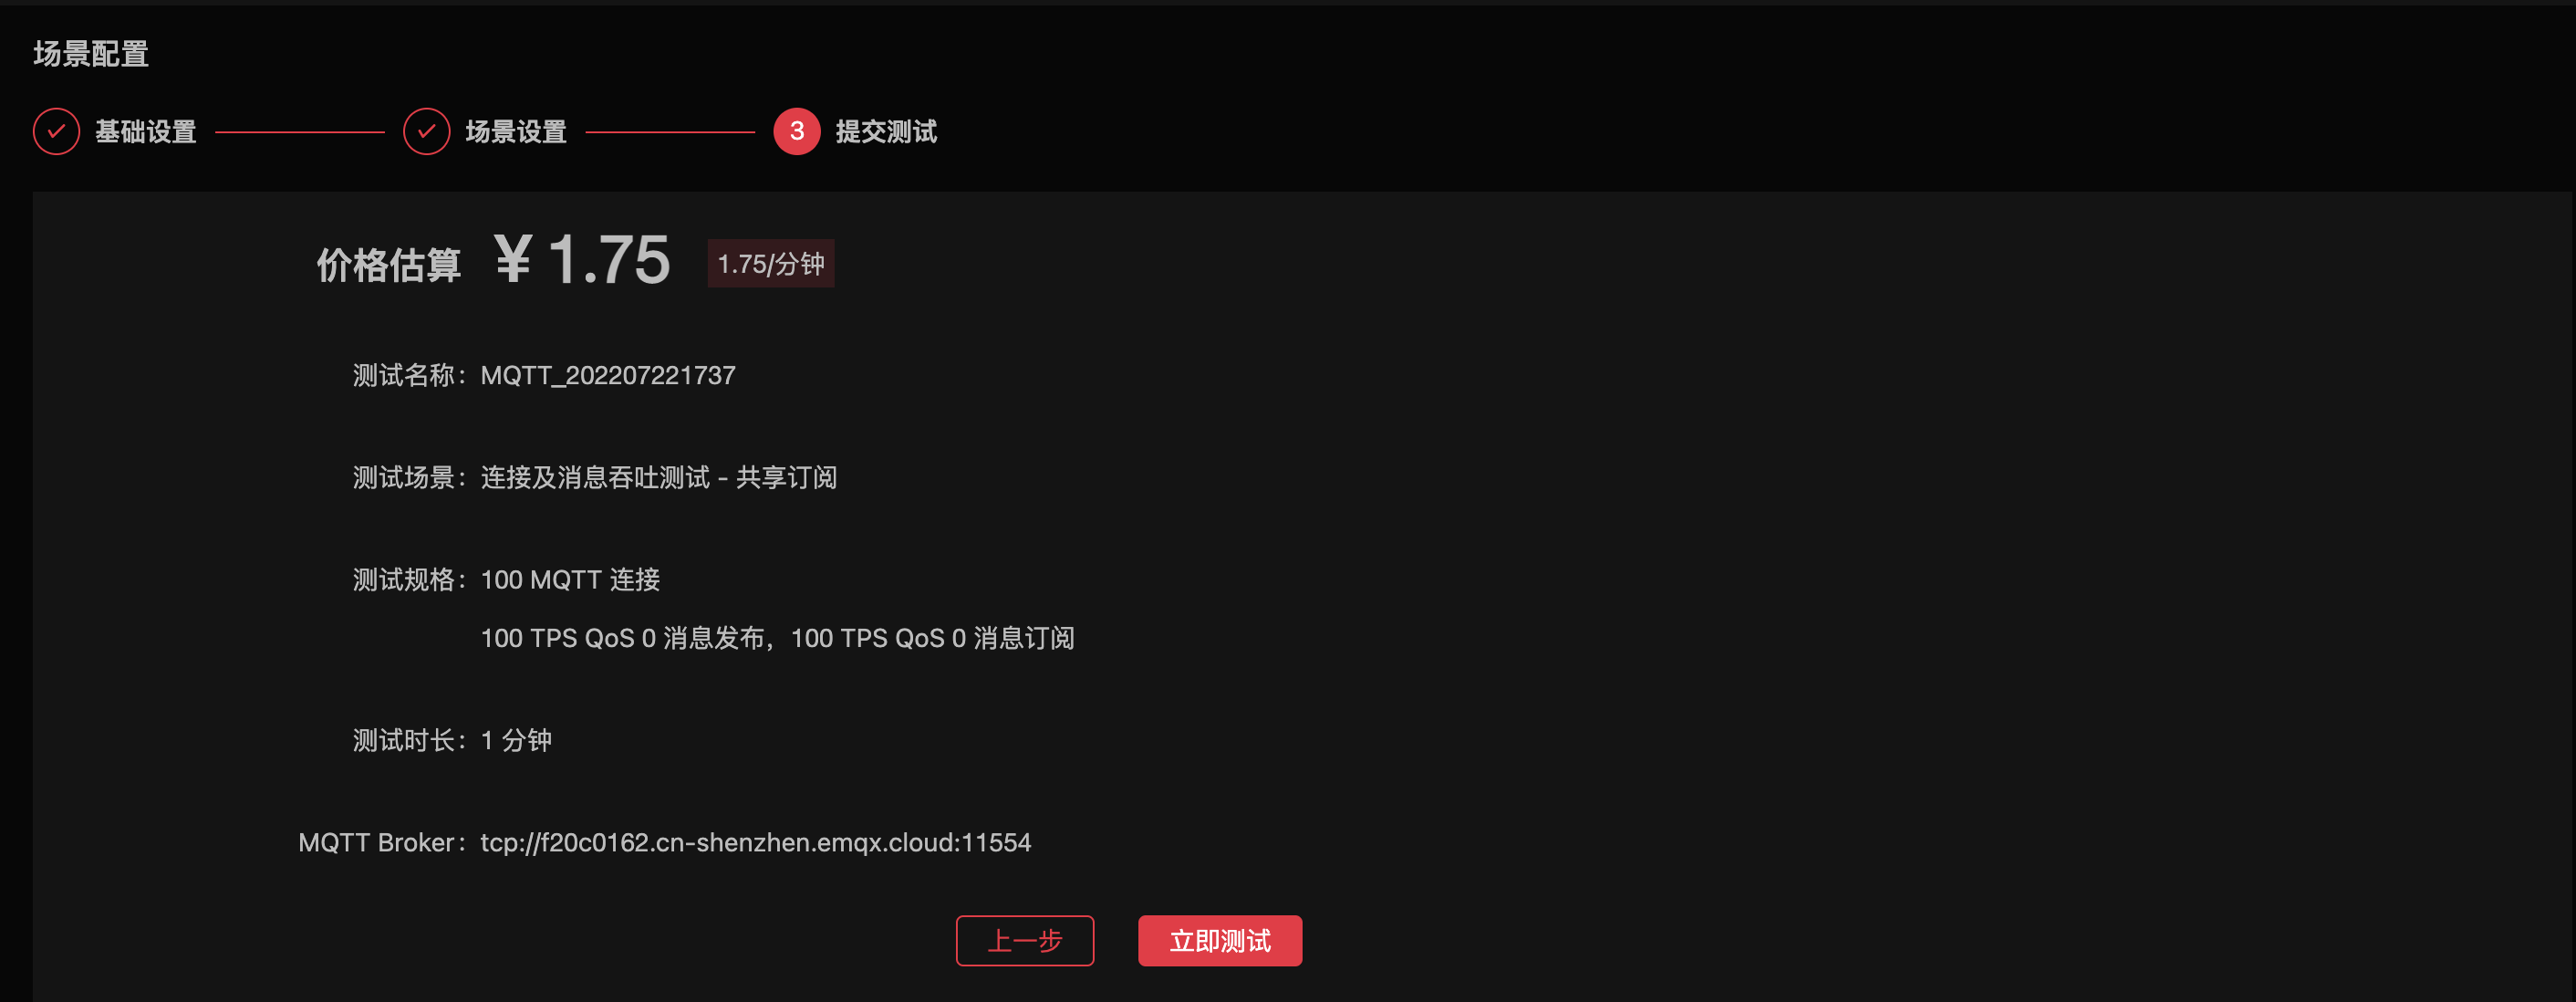 场景配置
基础设置
场景设置
3 提交测试
价格估算 ¥ 1.75 1.75/分钟
测试名称： MQTT_202207221737
测试场景： 连接及消息吞吐测试 - 共享订阅
测试规格： 100 MQTT 连接
100 TPS QoS 0 消息发布，100 TPS QoS 0 消息订阅
测试时长： 1 分钟
MQTT Broker： tcp://f20c0162.cn-shenzhen.emqx.cloud:11554
上一步 立即测试